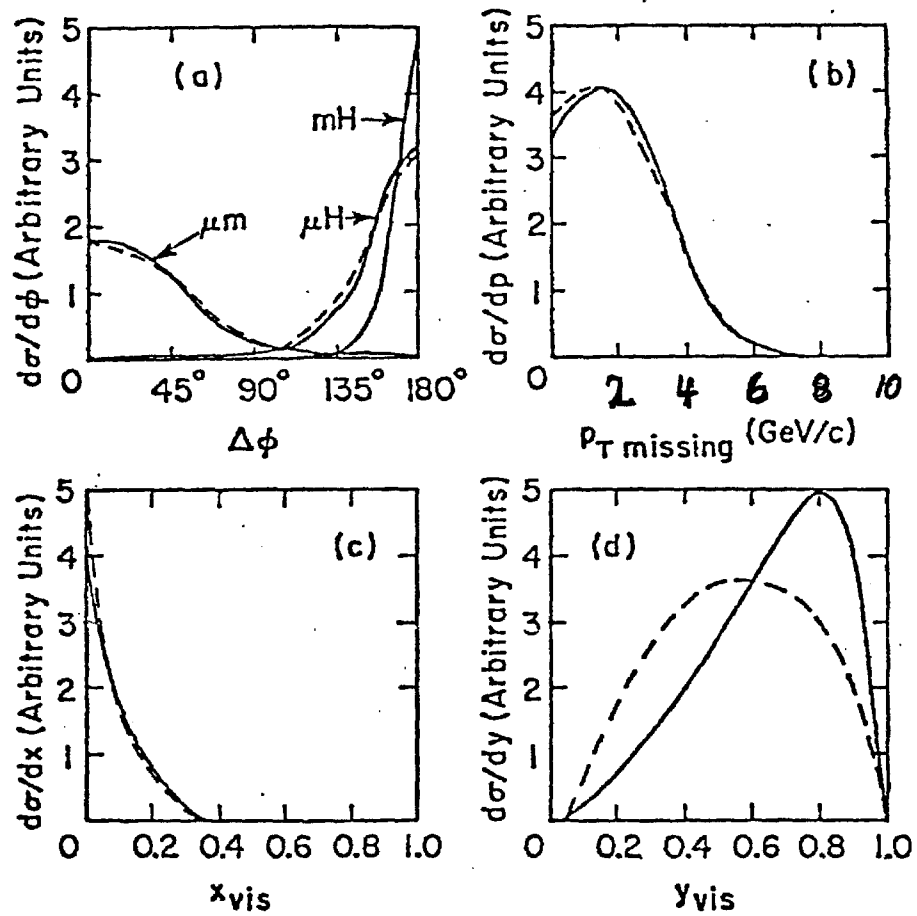 dσ/dϕ (Arbitrary Units)
5
4
3
2
1
0
(a)
mH
μm
μH
45° 90° 135° 180°
Δϕ
dσ/dp (Arbitrary Units)
5
4
3
2
1
0
(b)
2 4 6 8 10
pT missing (GeV/c)
dσ/dx (Arbitrary Units)
5
4
3
2
1
(c)
0 0.2 0.4 0.6 0.8 1.0
xvis
dσ/dy (Arbitrary Units)
5
4
3
2
1
(d)
0 0.2 0.4 0.6 0.8 1.0
yvis